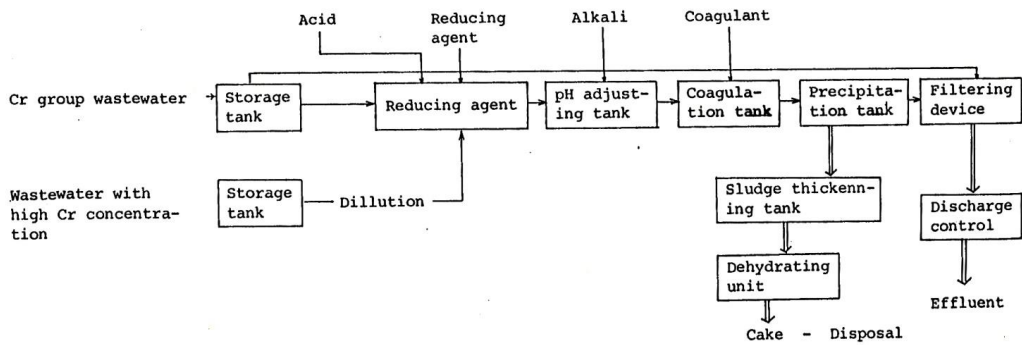 Acid
Reducing
agent
Alkali
Coagulant
Cr group wastewater
Storage
tank
Reducing agent
pH adjust-
ing tank
Coagula-
tion tank
Precipita-
tion tank
Filtering
device
Wastewater with
high Cr concentra-
tion
Storage
tank
Dillution
Sludge thickenn-
ing tank
Discharge
control
Dehydrating
unit
Effluent
Cake - Disposal